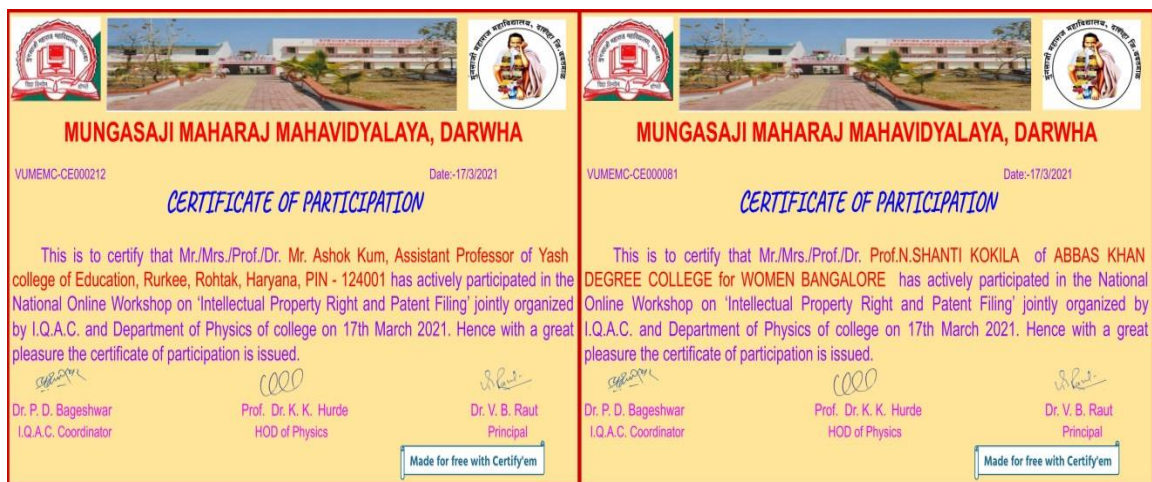 MUNGASAJI MAHARAJ MAHAVIDYALAYA, DARWHA
VUMEMC-CE000212
Date:-17/3/2021
CERTIFICATE OF PARTICIPATION
This is to certify that Mr./Mrs./Prof./Dr. Mr. Ashok Kum, Assistant Professor of Yash
college of Education, Rurkee, Rohtak, Haryana, PIN - 124001 has actively participated in the
National Online Workshop on ‘Intellectual Property Right and Patent Filing’ jointly organized
by I.Q.A.C. and Department of Physics of college on 17th March 2021. Hence with a great
pleasure the certificate of participation is issued.
Dr. P. D. Bageshwar
Prof. Dr. K. K. Hurde
Dr. V. B. Raut
I.Q.A.C. Coordinator
HOD of Physics
Principal
Made for free with Certify'em
MUNGASAJI MAHARAJ MAHAVIDYALAYA, DARWHA
VUMEMC-CE000081
Date:-17/3/2021
CERTIFICATE OF PARTICIPATION
This is to certify that Mr./Mrs./Prof./Dr. Prof.N.SHANTI KOKILA of ABBAS KHAN
DEGREE COLLEGE for WOMEN BANGALORE has actively participated in the National
Online Workshop on ‘Intellectual Property Right and Patent Filing’ jointly organized by
I.Q.A.C. and Department of Physics of college on 17th March 2021. Hence with a great
pleasure the certificate of participation is issued.
Dr. P. D. Bageshwar
Prof. Dr. K. K. Hurde
Dr. V. B. Raut
I.Q.A.C. Coordinator
HOD of Physics
Principal
Made for free with Certify'em